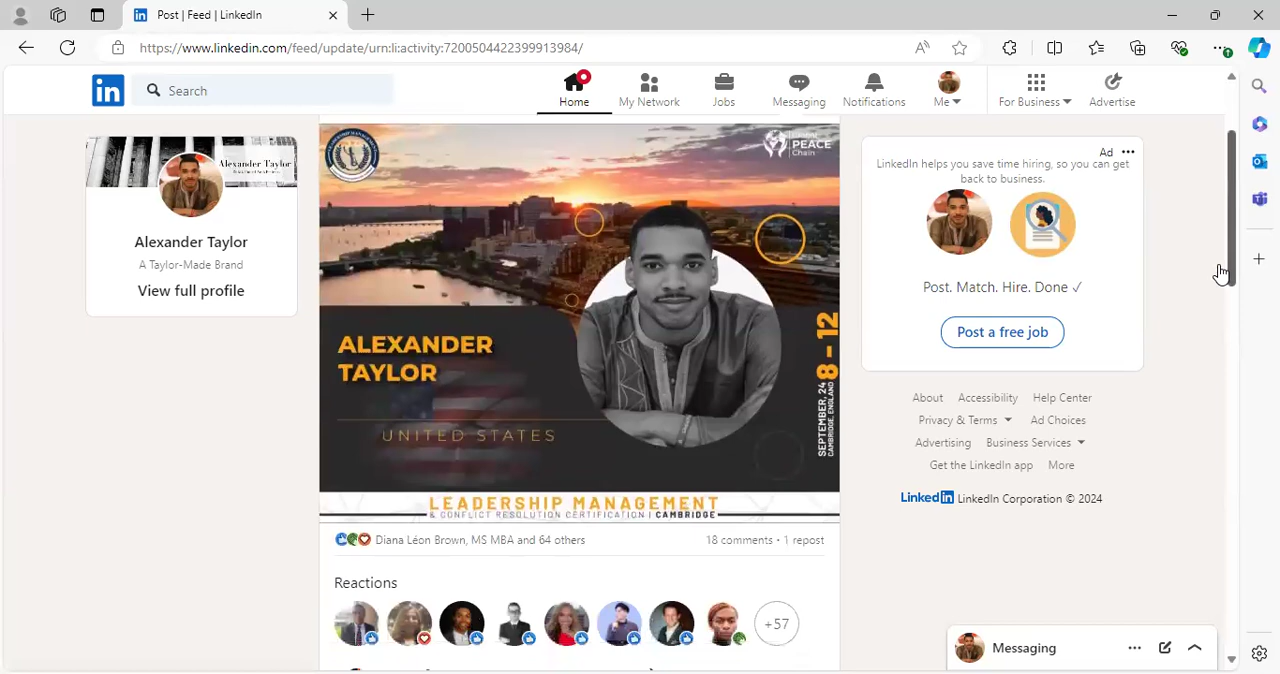 Post | Feed | LinkedIn
https://www.linkedin.com/feed/update/urn:li:activity:7200504422399913984/
in
Search
Home
My Network
Jobs
Messaging
Notifications
Me
For Business
Advertise
Alexander Taylor
Alexander Taylor
A Taylor-Made Brand
View full profile
PEACE
Chain
ALEXANDER
TAYLOR
UNITED STATES
SEPTEMBER, 24
CAMBRIDGE, ENGLAND
8 - 12
LEADERSHIP MANAGEMENT
& CONFLICT RESOLUTION CERTIFICATION | CAMBRIDGE
Diana Léon Brown, MS MBA and 64 others
18 comments • 1 repost
Reactions
+57
Ad
LinkedIn helps you save time hiring, so you can get
back to business.
Post. Match. Hire. Done ✓
Post a free job
About Accessibility Help Center
Privacy & Terms Ad Choices
Advertising Business Services
Get the LinkedIn app More
LinkedIn LinkedIn Corporation © 2024
Messaging